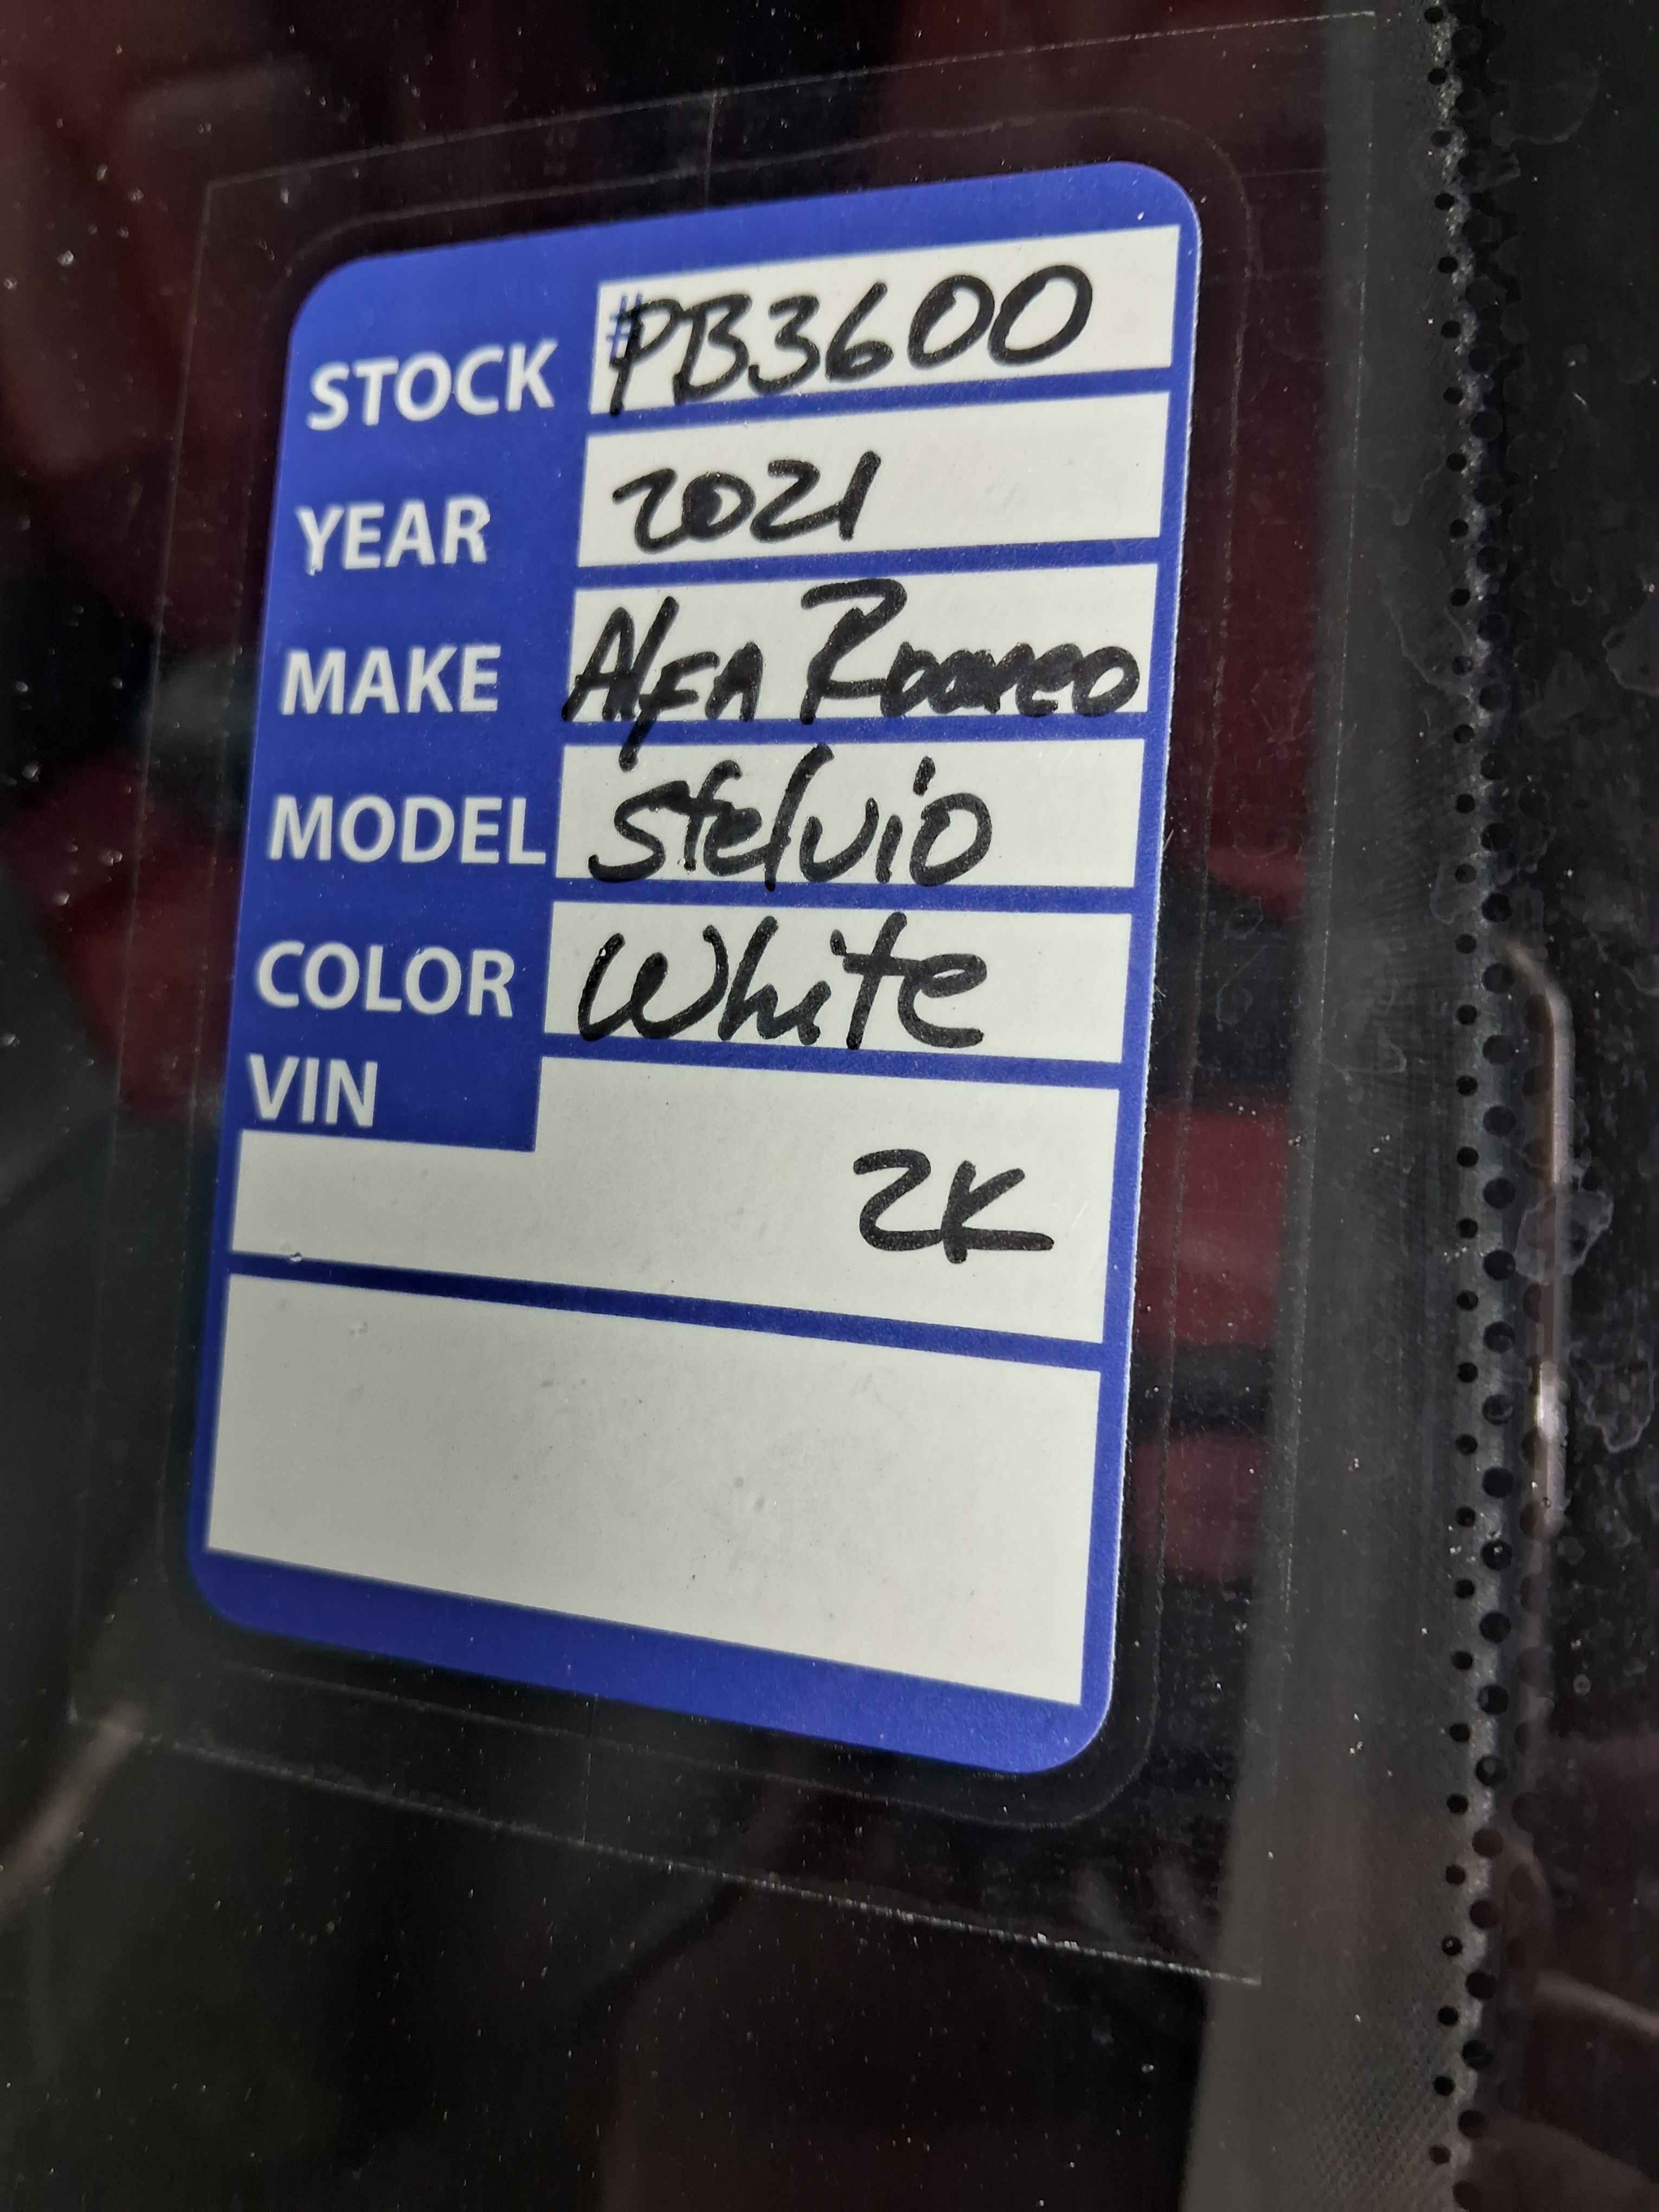 STOCK #PB3600
YEAR 2021
MAKE Alfa Romeo
MODEL Stelvio
COLOR White
VIN
2K